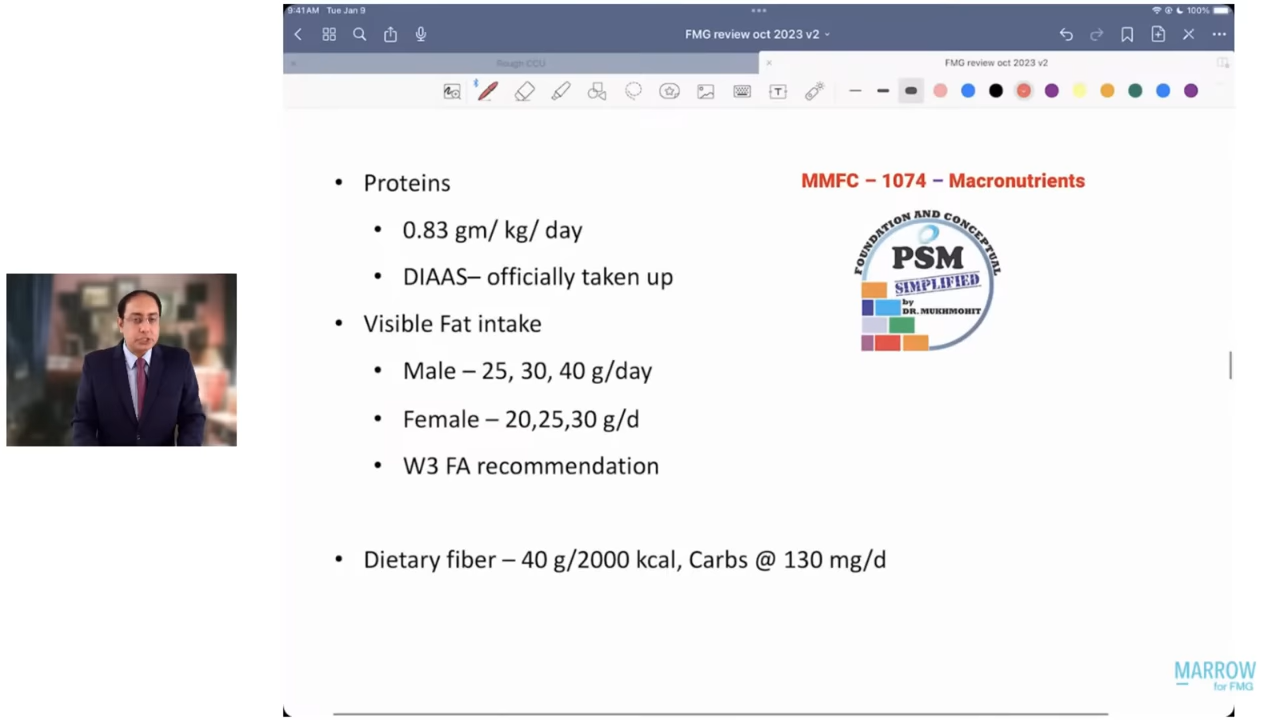 9:41 AM Tue Jan 9
100%
FMG review oct 2023 v2
Rough CCU
FMG review oct 2023 v2
T
• Proteins
• 0.83 gm/ kg/ day
• DIAAS– officially taken up
• Visible Fat intake
• Male – 25, 30, 40 g/day
• Female – 20,25,30 g/d
• W3 FA recommendation
• Dietary fiber – 40 g/2000 kcal, Carbs @ 130 mg/d
MMFC – 1074 – Macronutrients
FOUNDATION AND CONCEPTUAL
PSM
SIMPLIFIED
by
DR. MUKHMOHIT
MARROW
for FMG